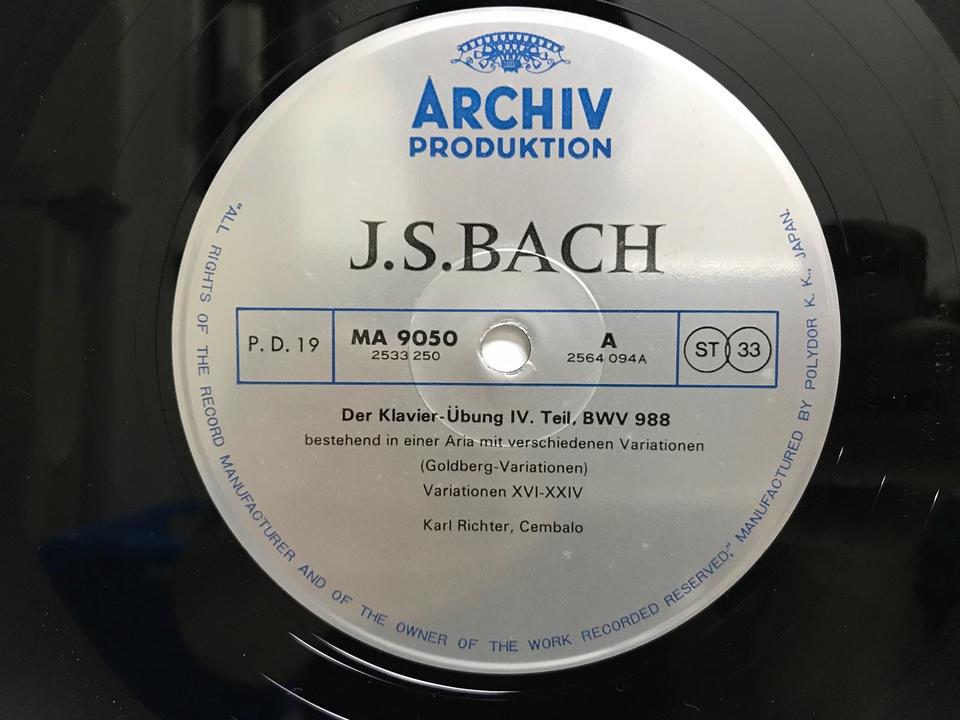 ARCHIV
PRODUKTION
J.S.BACH
P. D. 19
MA 9050
2533 250
A
2564 094A
ST 33
Der Klavier-Übung IV. Teil, BWV 988
bestehend in einer Aria mit verschiedenen Variationen
(Goldberg-Variationen)
Variationen XVI-XXIV
Karl Richter, Cembalo
"ALL RIGHTS OF THE RECORD MANUFACTURER AND OF THE OWNER OF THE WORK RECORDED RESERVED;" MANUFACTURED BY POLYDOR K. K., JAPAN.